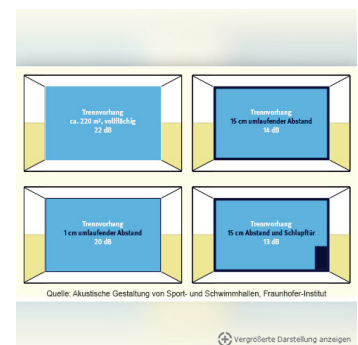 Trennvorhang
ca. 220 m², vollflächig
22 dB
Trennvorhang
15 cm umlaufender Abstand
14 dB
Trennvorhang
1 cm umlaufender Abstand
20 dB
Trennvorhang
15 cm Abstand und Schlupftür
13 dB
Quelle: Akustische Gestaltung von Sport- und Schwimmhallen, Fraunhofer-Institut
Vergrößerte Darstellung anzeigen